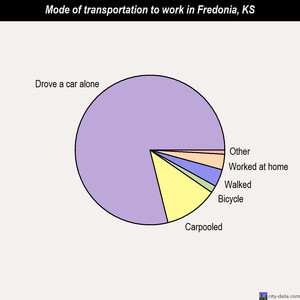 Mode of transportation to work in Fredonia, KS
Drove a car alone
Other
Worked at home
Walked
Bicycle
Carpooled
city-data.com